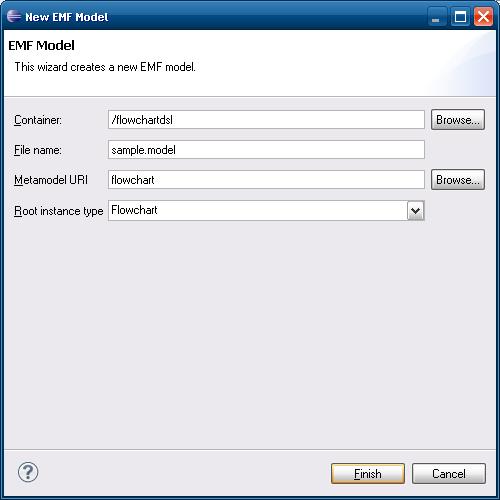 New EMF Model
EMF Model
This wizard creates a new EMF model.
Container: /flowchartdsl Browse...
File name: sample.model
Metamodel URI flowchart Browse...
Root instance type Flowchart
? Finish Cancel